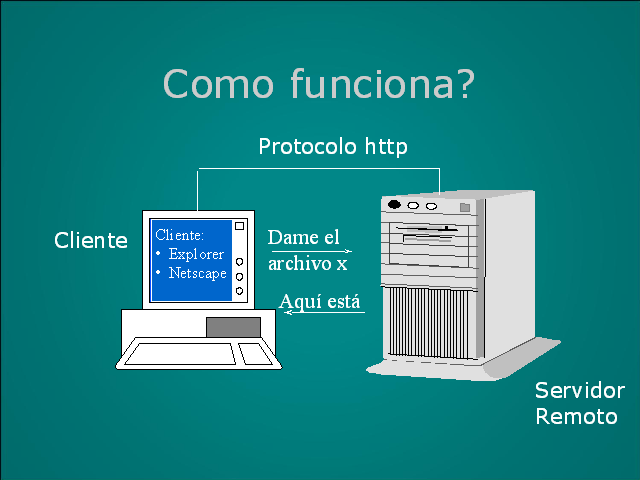 Como funciona?
Protocolo http
Cliente
Cliente:
• Explorer
• Netscape
Dame el
archivo x
Aquí está
Servidor
Remoto